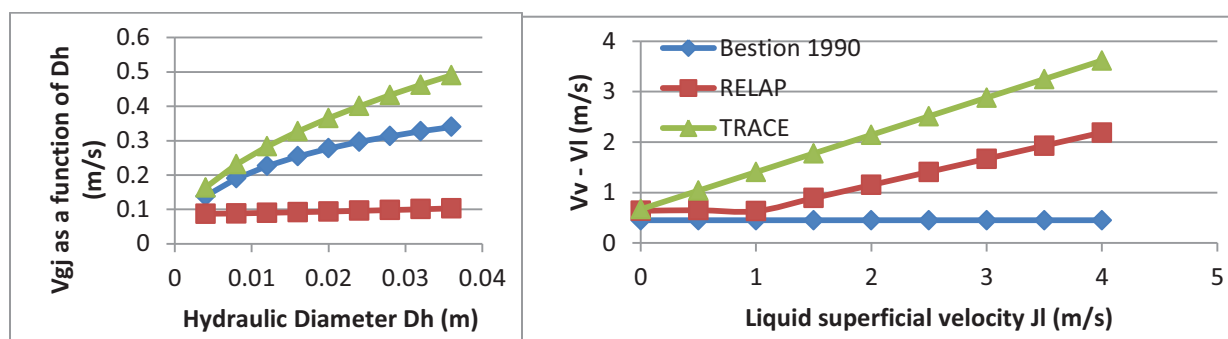 Vgj as a function of Dh
(m/s)
0.6
0.5
0.4
0.3
0.2
0.1
0
0
0.01
0.02
0.03
0.04
Hydraulic Diameter Dh (m)
Vv - Vl (m/s)
4
3
2
1
0
Bestion 1990
RELAP
TRACE
0
1
2
3
4
5
Liquid superficial velocity Jl (m/s)